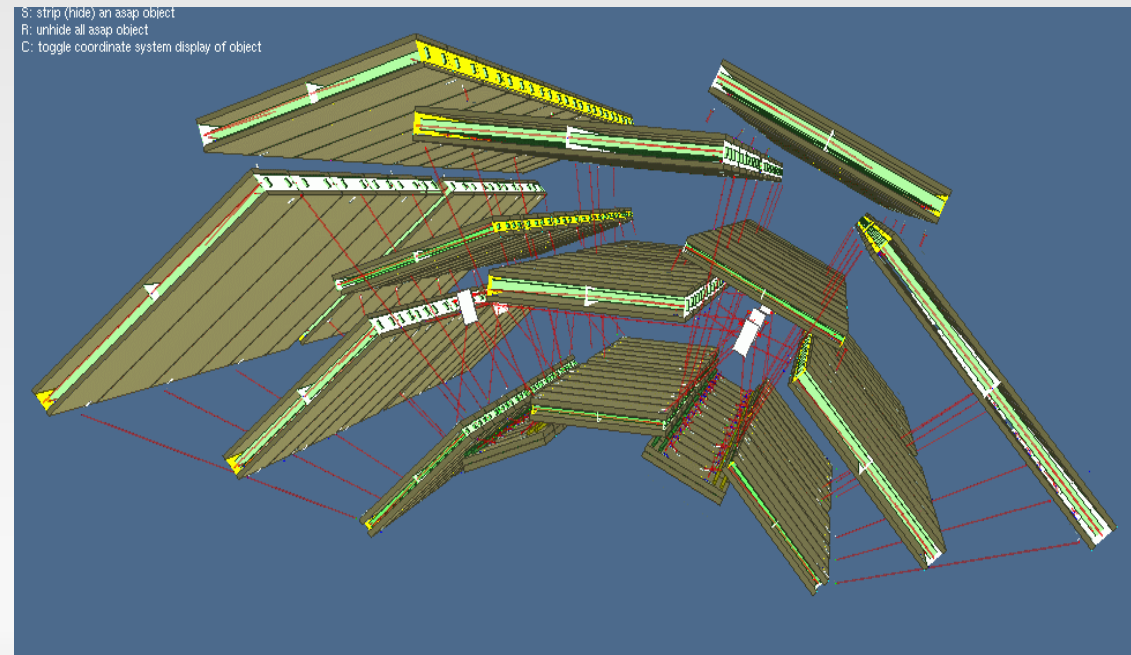 S: strip (hide) an asap object
R: unhide all asap object
C: toggle coordinate system display of object